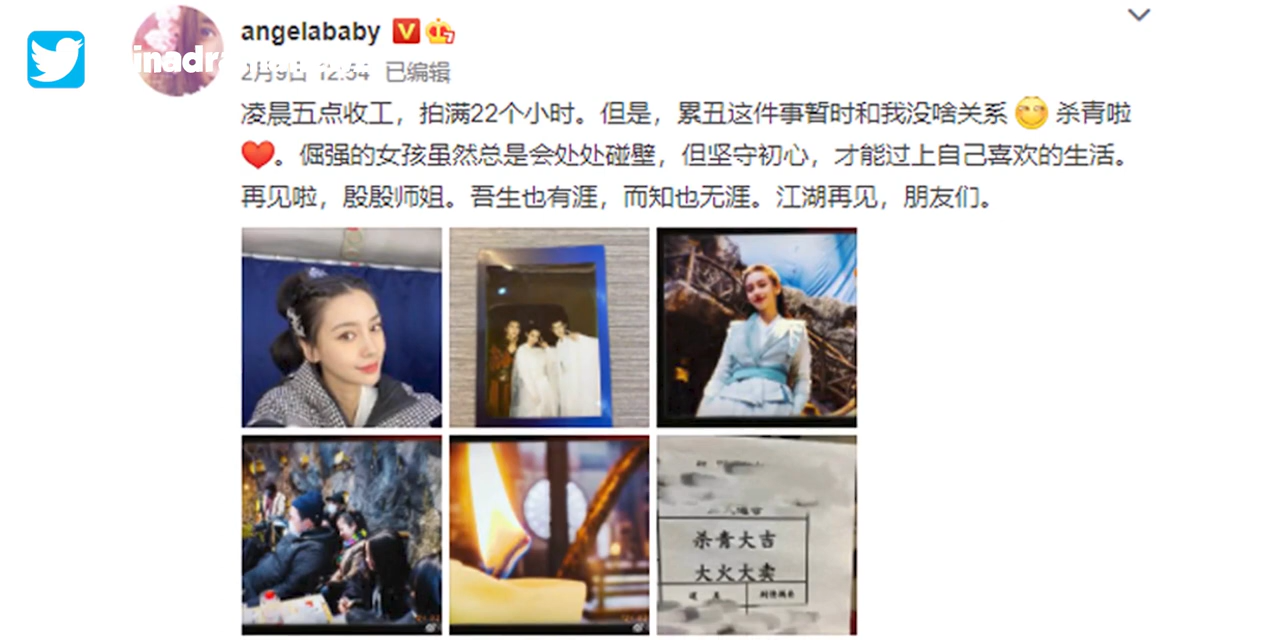 angelababy
2月9日 12:34 已编辑
凌晨五点收工，拍满22个小时。但是，累丑这件事暂时和我没啥关系 杀青啦
。倔强的女孩虽然总是会处处碰壁，但坚守初心，才能过上自己喜欢的生活。
再见啦，殷殷师姐。吾生也有涯，而知也无涯。江湖再见，朋友们。
杀青大吉
大火大卖